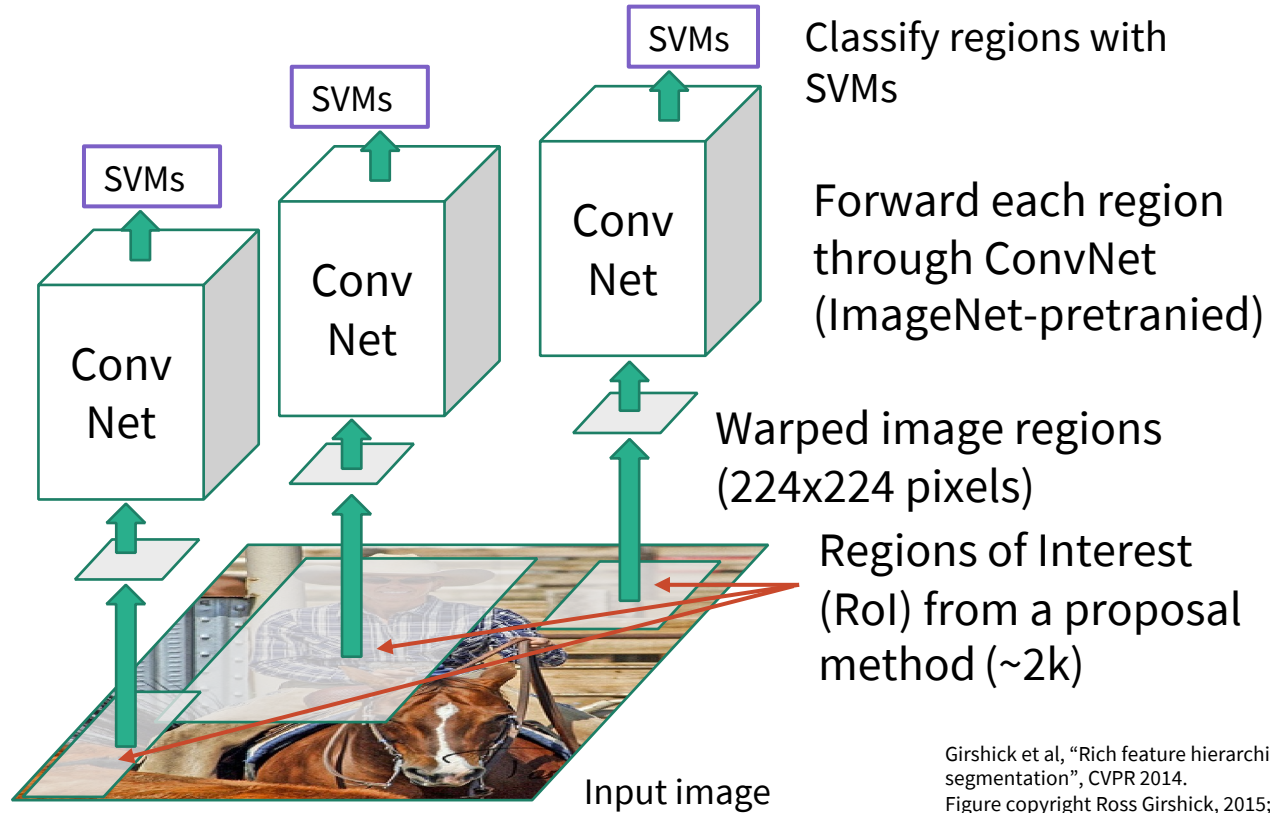 SVMs
Classify regions with
SVMs
SVMs
SVMs
Conv
Net
Conv
Net
Conv
Net
Forward each region
through ConvNet
(ImageNet-pretranied)
Warped image regions
(224x224 pixels)
Regions of Interest
(RoI) from a proposal
method (~2k)
Input image
Girshick et al, “Rich feature hierarchi
segmentation”, CVPR 2014.
Figure copyright Ross Girshick, 2015;